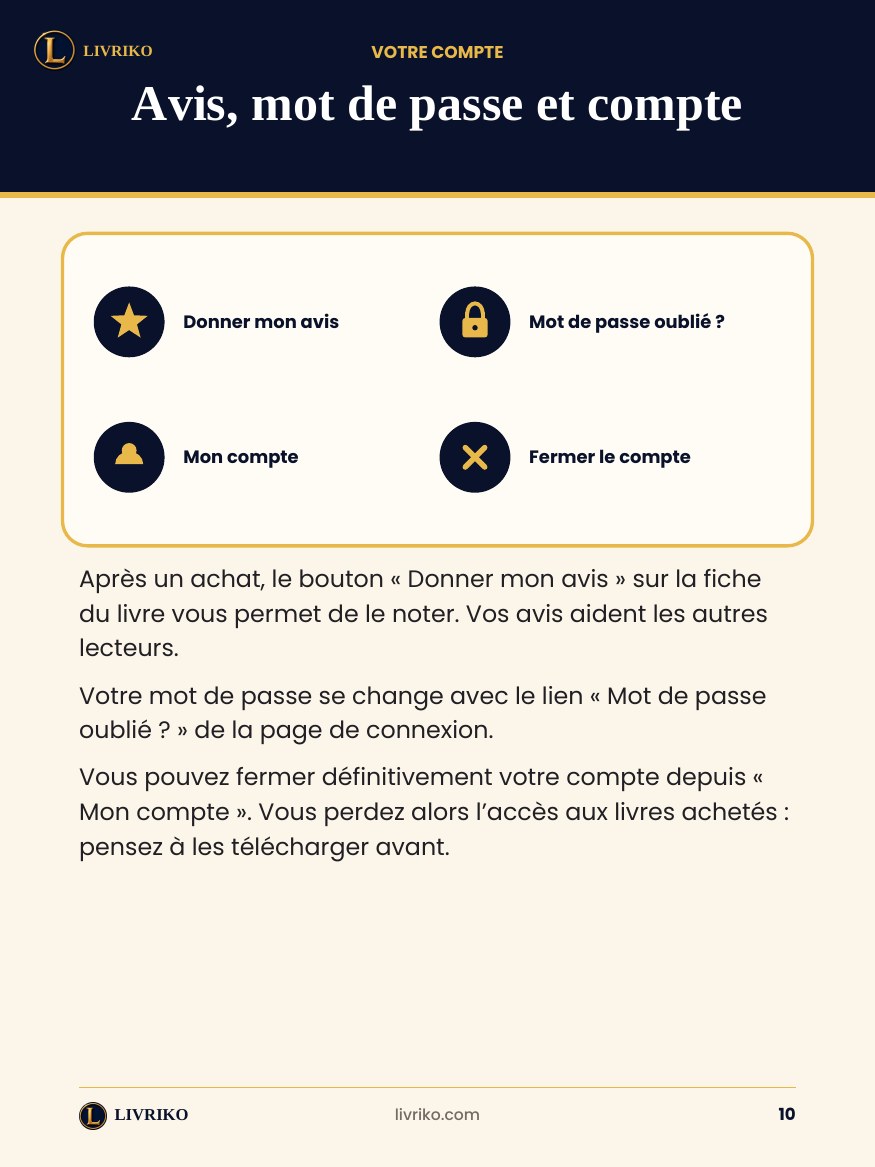 LIVRIKO
VOTRE COMPTE
Avis, mot de passe et compte
Donner mon avis
Mot de passe oublié ?
Mon compte
Fermer le compte
Après un achat, le bouton « Donner mon avis » sur la fiche
du livre vous permet de le noter. Vos avis aident les autres
lecteurs.
Votre mot de passe se change avec le lien « Mot de passe
oublié ? » de la page de connexion.
Vous pouvez fermer définitivement votre compte depuis «
Mon compte ». Vous perdez alors l’accès aux livres achetés :
pensez à les télécharger avant.
L LIVRIKO
livriko.com
10